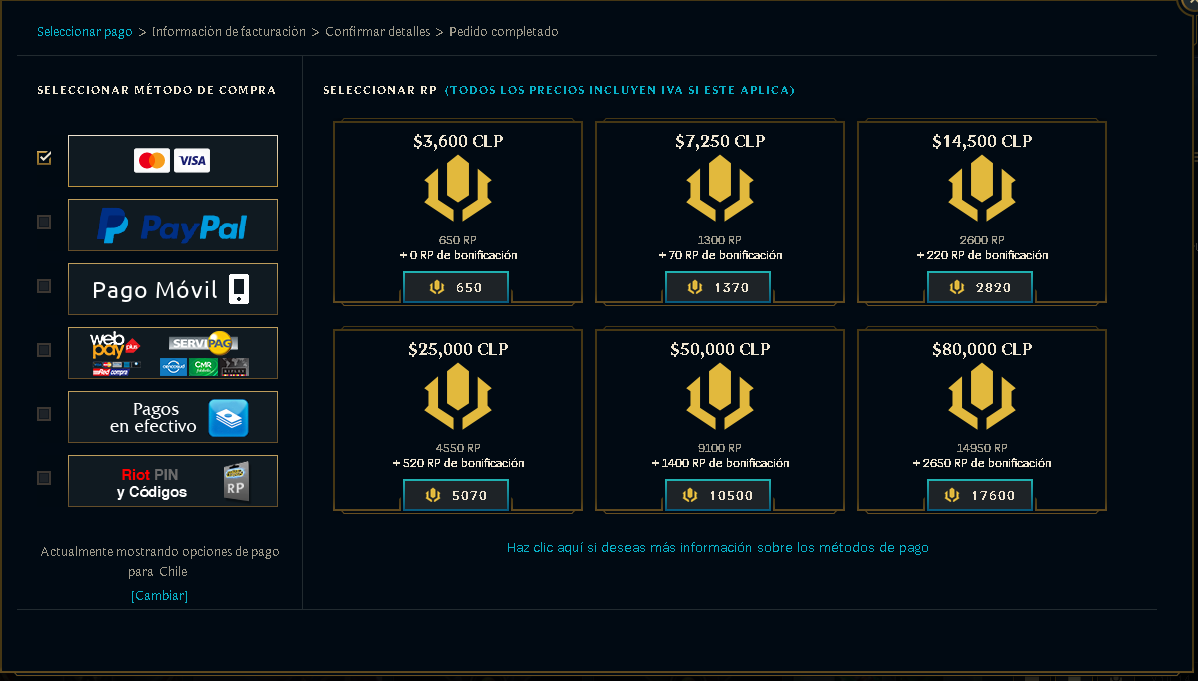 Seleccionar pago > Información de facturación > Confirmar detalles > Pedido completado
SELECCIONAR MÉTODO DE COMPRA
VISA
PayPal
Pago Móvil
web pay plus
SERVIPAG
RedCompra
cencosud
CMR
Pagos
en efectivo
Riot PIN
y Códigos
RP
Actualmente mostrando opciones de pago
para Chile
[Cambiar]
SELECCIONAR RP (TODOS LOS PRECIOS INCLUYEN IVA SI ESTE APLICA)
$3,600 CLP
650 RP
+ 0 RP de bonificación
650
$7,250 CLP
1300 RP
+ 70 RP de bonificación
1370
$14,500 CLP
2600 RP
+ 220 RP de bonificación
2820
$25,000 CLP
4550 RP
+ 520 RP de bonificación
5070
$50,000 CLP
9100 RP
+ 1400 RP de bonificación
10500
$80,000 CLP
14950 RP
+ 2650 RP de bonificación
17600
Haz clic aquí si deseas más información sobre los métodos de pago